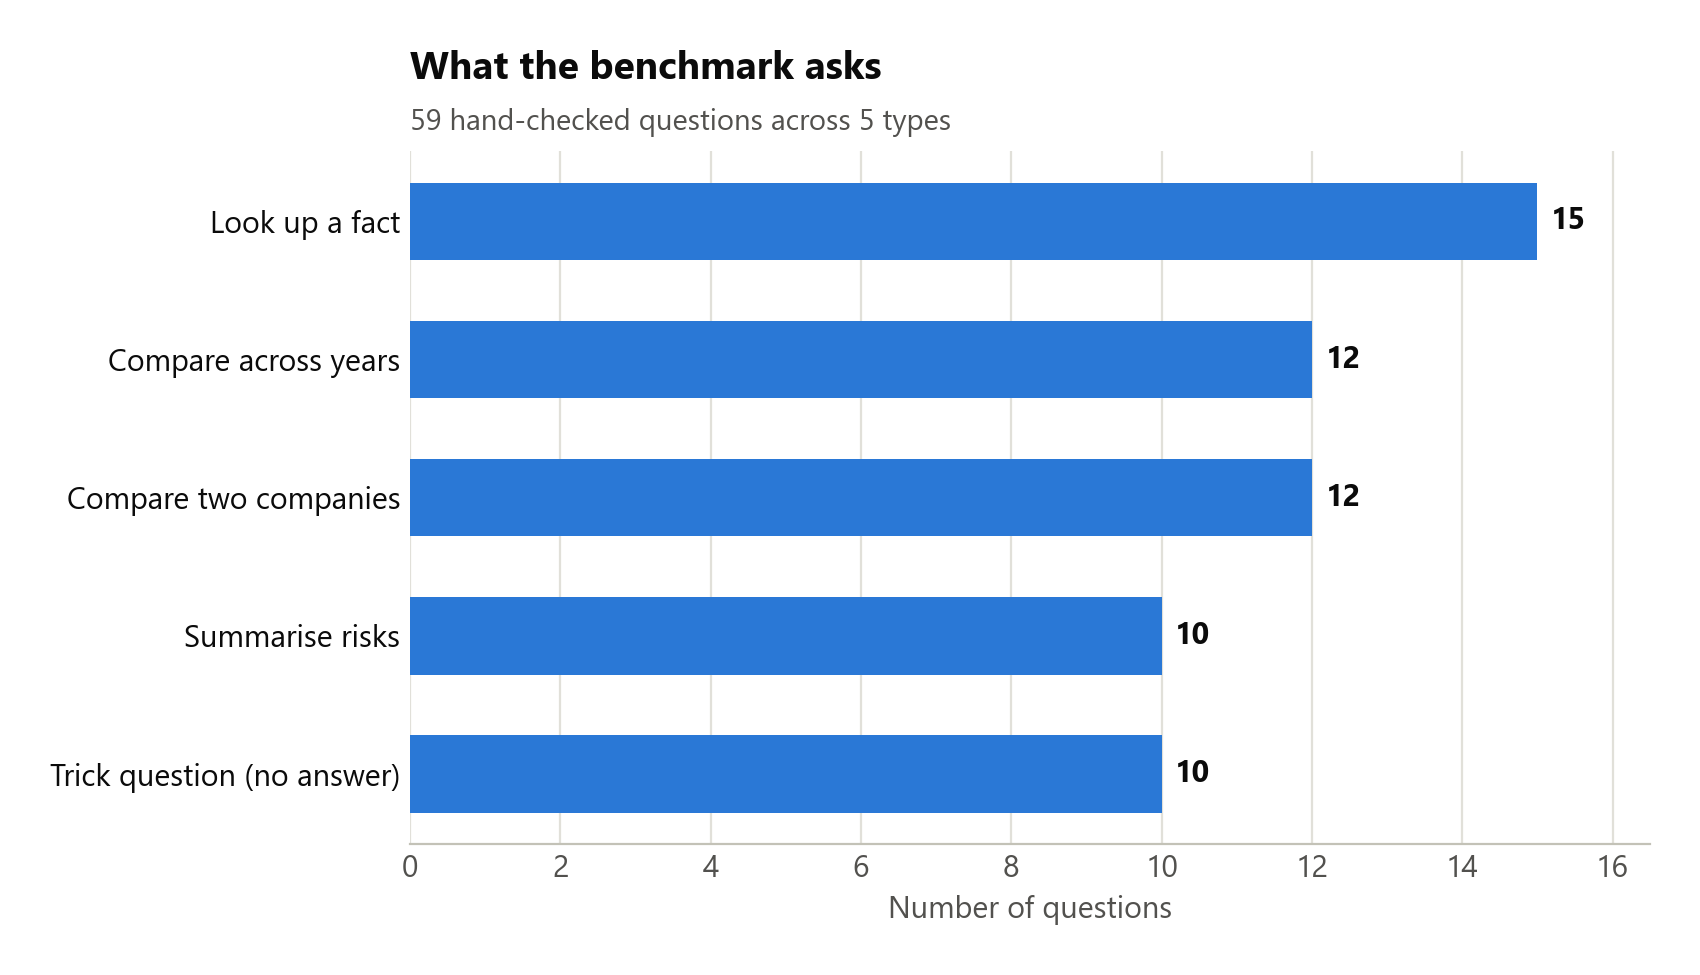 What the benchmark asks
59 hand-checked questions across 5 types
Look up a fact 15
Compare across years 12
Compare two companies 12
Summarise risks 10
Trick question (no answer) 10
0 2 4 6 8 10 12 14 16
Number of questions